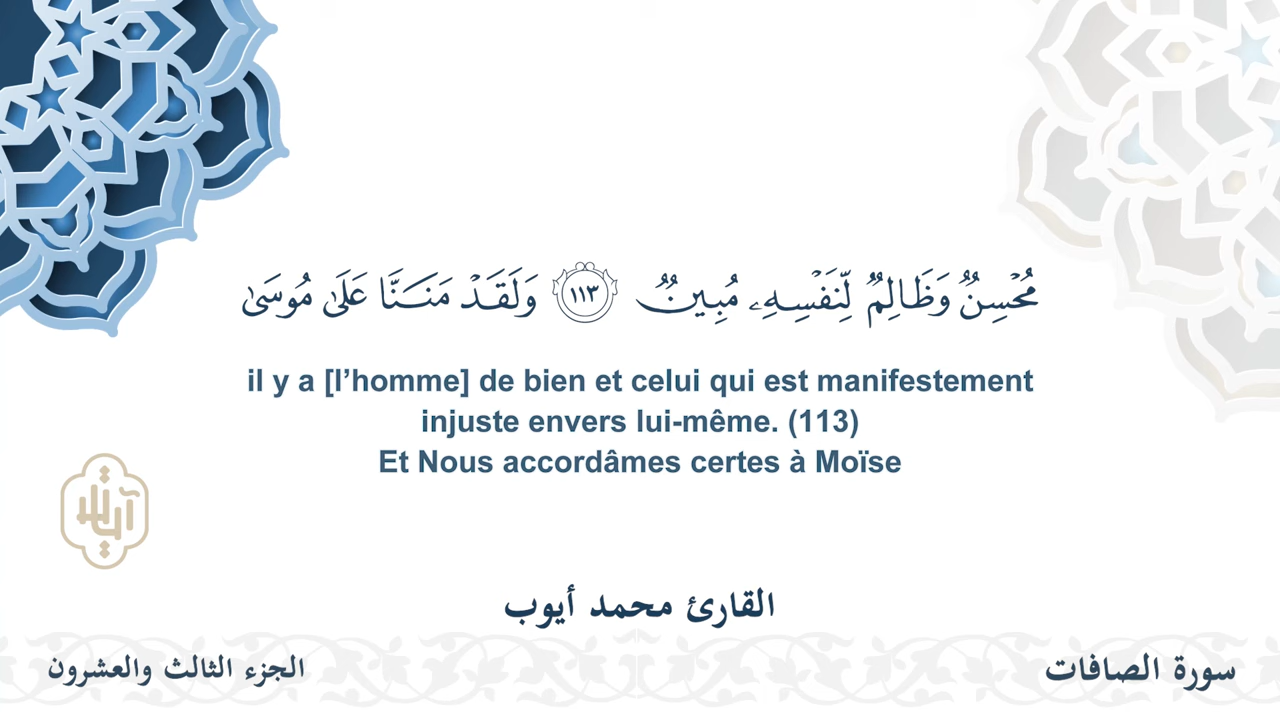 مُحْسِنٌ وَظَالِمٌ لِّنَفْسِهِۦ مُبِينٌ ١١٣ وَلَقَدْ مَنَنَّا عَلَىٰ مُوسَىٰ
il y a [l’homme] de bien et celui qui est manifestement
injuste envers lui-même. (113)
Et Nous accordâmes certes à Moïse
القارئ محمد أيوب
سورة الصافات
الجزء الثالث والعشرون